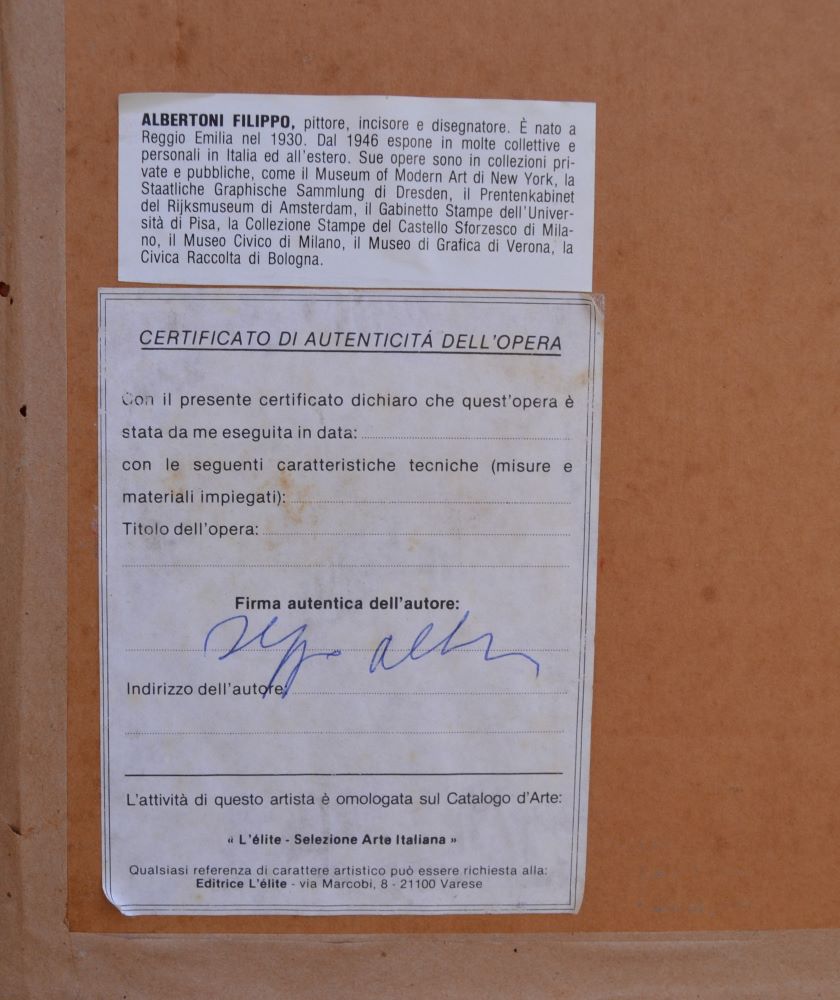 ALBERTONI FILIPPO, pittore, incisore e disegnatore. È nato a
Reggio Emilia nel 1930. Dal 1946 espone in molte collettive e
personali in Italia ed all'estero. Sue opere sono in collezioni pri-
vate e pubbliche, come il Museum of Modern Art di New York, la
Staatliche Graphische Sammlung di Dresden, il Prentenkabinet
del Rijksmuseum di Amsterdam, il Gabinetto Stampe dell'Univer-
sità di Pisa, la Collezione Stampe del Castello Sforzesco di Mila-
no, il Museo Civico di Milano, il Museo di Grafica di Verona, la
Civica Raccolta di Bologna.
CERTIFICATO DI AUTENTICITÁ DELL'OPERA
Con il presente certificato dichiaro che quest'opera è
stata da me eseguita in data:
con le seguenti caratteristiche tecniche (misure e
materiali impiegati):
Titolo dell'opera:
Firma autentica dell'autore:
Indirizzo dell'autore:
L'attività di questo artista è omologata sul Catalogo d'Arte:
« L'élite - Selezione Arte Italiana »
Qualsiasi referenza di carattere artistico può essere richiesta alla:
Editrice L'élite - via Marcobi, 8 - 21100 Varese